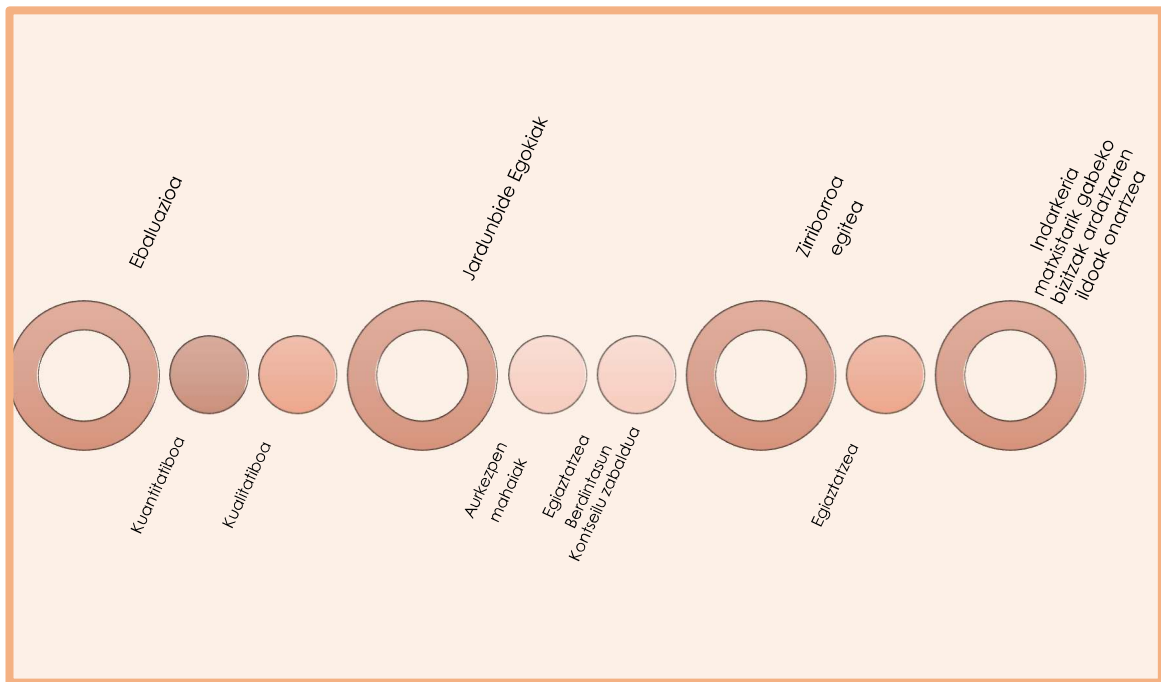 Ebaluazioa
Kuantitatiboa
Kualitatiboa
Jardunbide Egokiak
Aurkezpen
mahaiak
Egiaztatzea
Berdintasun
Kontseilu zabaldua
Zirriborroa
egitea
Egiaztatzea
Indarkeria
matxistarik gabeko
bizitzak ardatzaren
ildoak onartzea